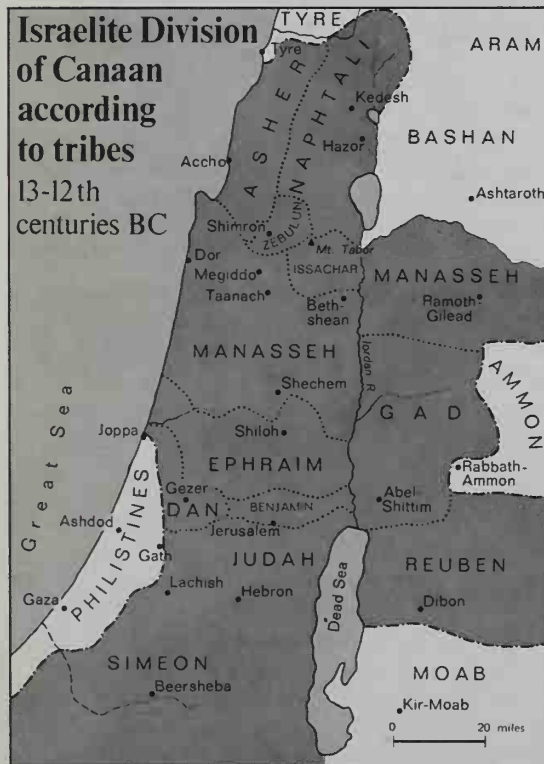 Israelite Division
of Canaan
according
to tribes
13-12th
centuries BC
TYRE
Tyre
ARAM
ASHER
NAPHTALI
Kedesh
Hazor
BASHAN
Accho
Ashtaroth
Shimron
ZEBULUN
Mt. Tabor
Dor
Megiddo
ISSACHAR
MANASSEH
Taanach
Beth-
shean
Ramoth
Gilead
MANASSEH
Jordan R
AMMON
Shechem
GAD
Great Sea
Joppa
Shiloh
EPHRAIM
Rabbath-
Ammon
Gezer
DAN
BENJAMIN
Abel-
Shittim
Ashdod
PHILISTINES
Jerusalem
Gath
JUDAH
REUBEN
Lachish
Hebron
Dead Sea
Gaza
Dibon
SIMEON
MOAB
Beersheba
Kir-Moab
0 20 miles